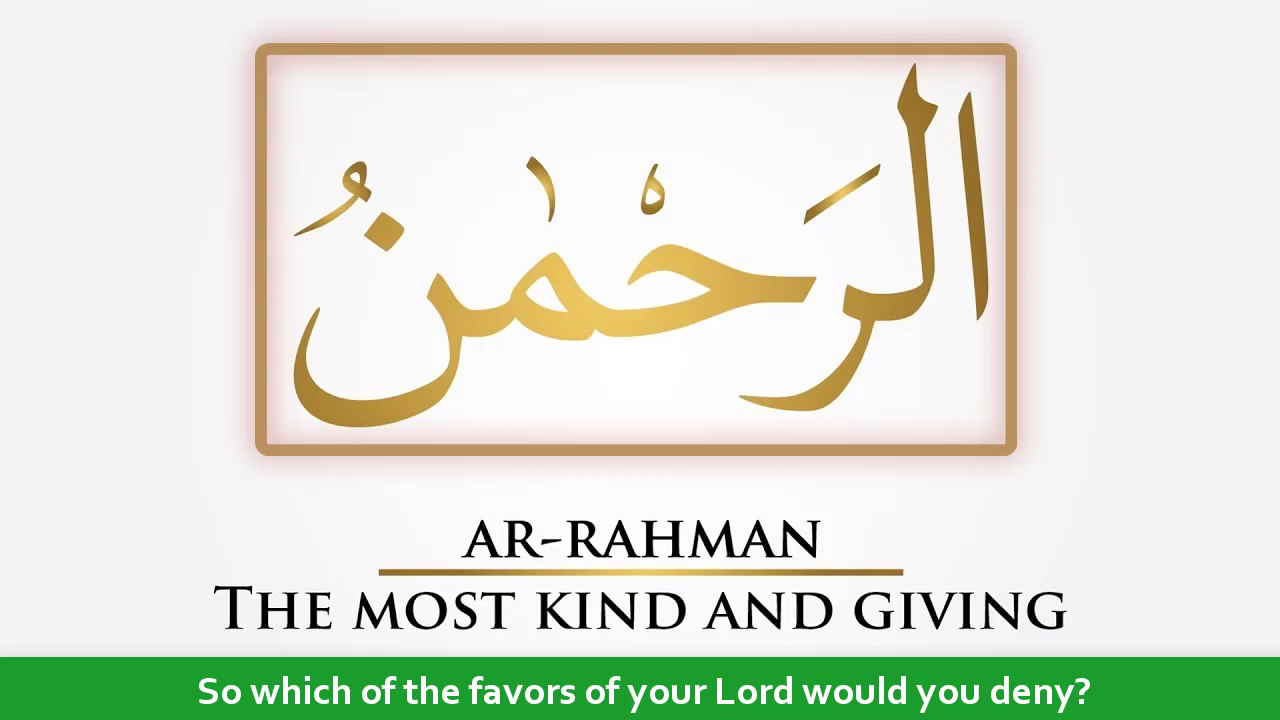 الرَحْمٰنُ
AR-RAHMAN
THE MOST KIND AND GIVING
So which of the favors of your Lord would you deny?